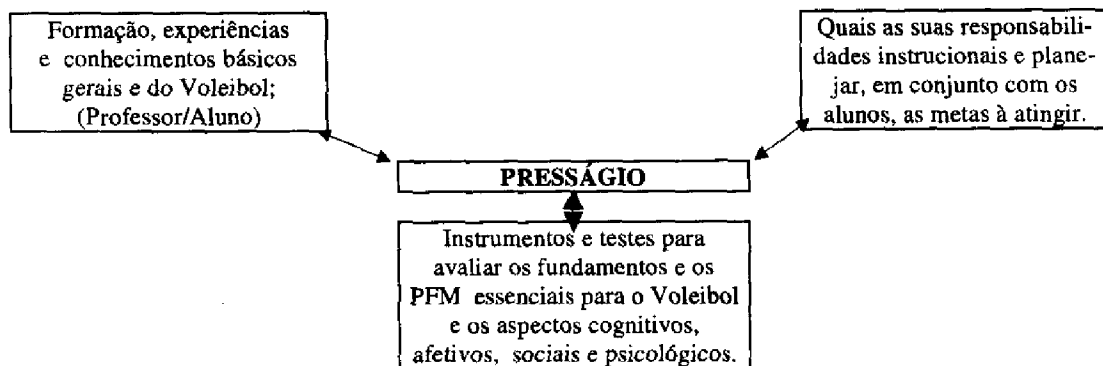 Formação, experiências
e conhecimentos básicos
gerais e do Voleibol;
(Professor/Aluno)
Quais as suas responsabili-
dades instrucionais e plane-
jar, em conjunto com os
alunos, as metas à atingir.
PRESSÁGIO
Instrumentos e testes para
avaliar os fundamentos e os
PFM essenciais para o Voleibol
e os aspectos cognitivos,
afetivos, sociais e psicológicos.